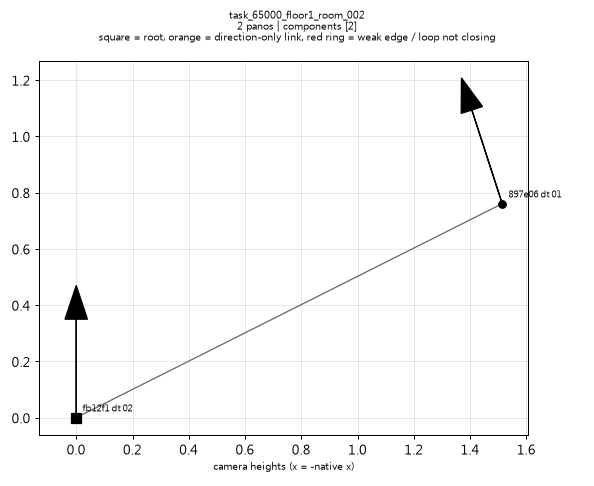 task_65000_floor1_room_002
2 panos | components [2]
square = root, orange = direction-only link, red ring = weak edge / loop not closing
1.2
1.0
0.8
0.6
0.4
0.2
0.0
897e06 dt 01
fb12f1 dt 02
0.0 0.2 0.4 0.6 0.8 1.0 1.2 1.4 1.6
camera heights (x = -native x)